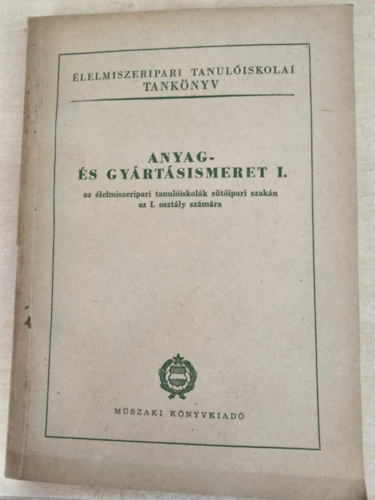 ÉLELMISZERIPARI TANULÓISKOLAI
TANKÖNYV
ANYAG-
ÉS GYÁRTÁSISMERET I.
az élelmiszeripari tanulóiskolák sütőipari szakán
az I. osztály számára
MŰSZAKI KÖNYVKIADÓ